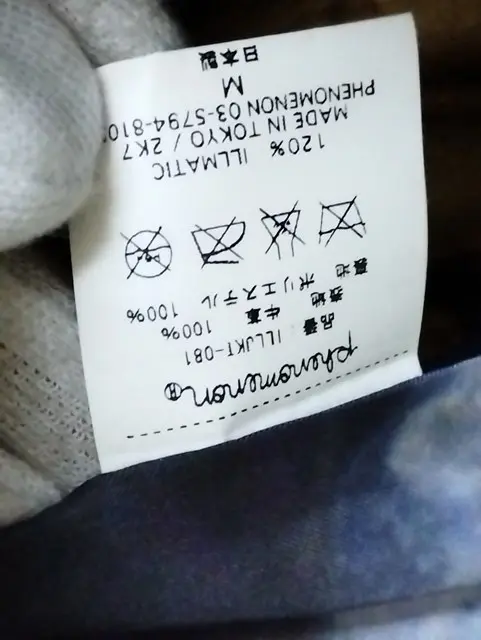 phenomenon®
品番 ILLJKT-081
表地 牛革 100%
裏地 ポリエステル 100%
120% ILLMATIC
MADE IN TOKYO / 2K7
PHENOMENON 03-5794-810
M
日本製